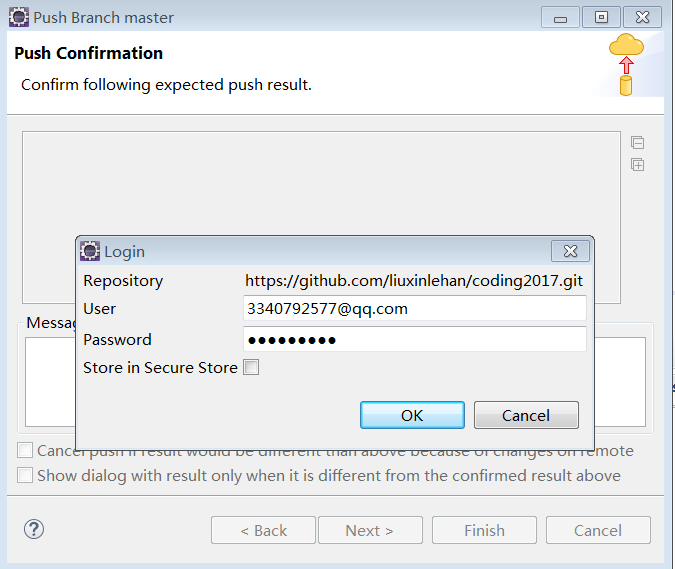 Push Branch master
Push Confirmation
Confirm following expected push result.
Login
Repository https://github.com/liuxinlehan/coding2017.git
User 3340792577@qq.com
Messag
Password ●●●●●●●●●
Store in Secure Store
OK Cancel
Cancel push if result would be different than above because of changes on remote
Show dialog with result only when it is different from the confirmed result above
? < Back Next > Finish Cancel